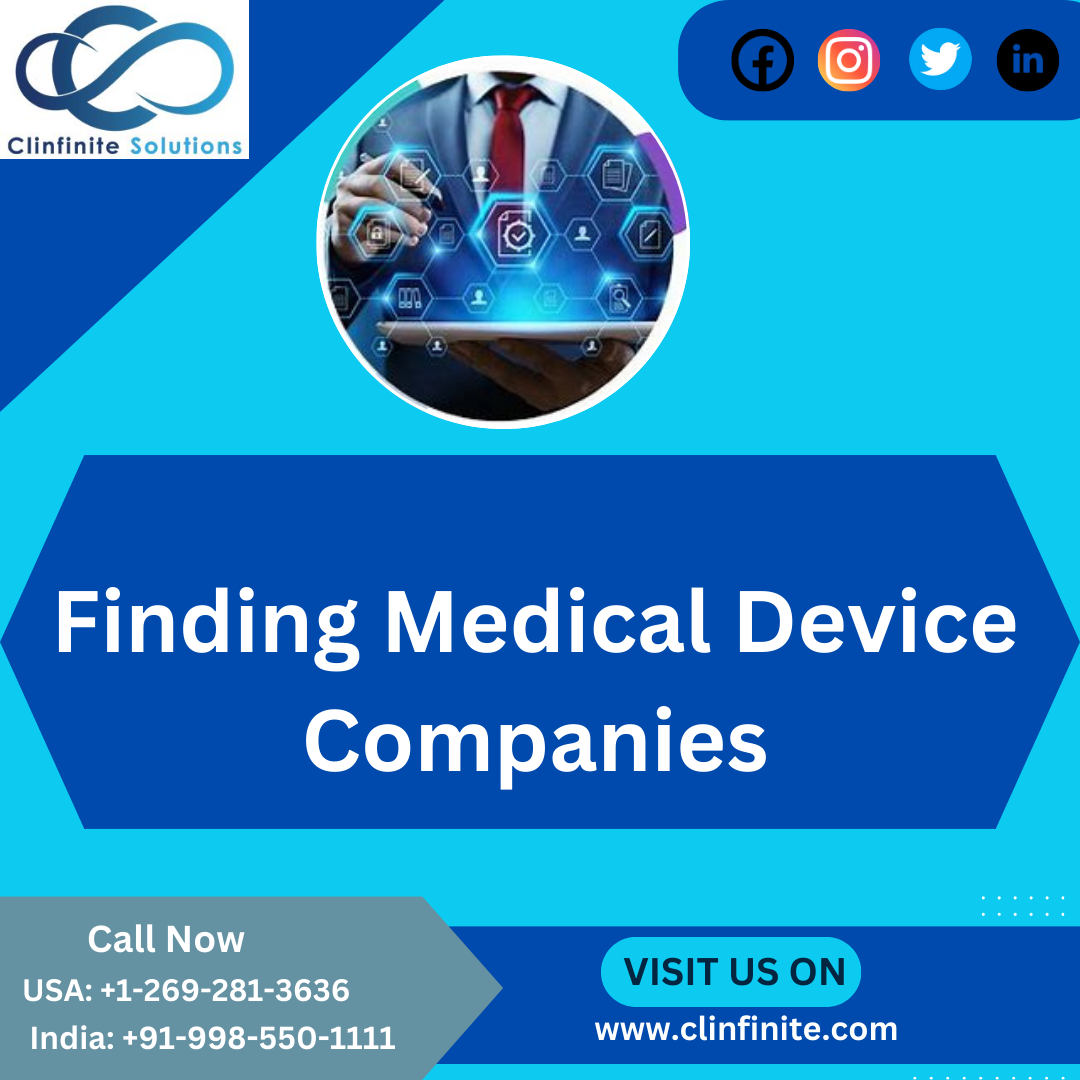 Clinfinite Solutions
Finding Medical Device
Companies
Call Now
USA: +1-269-281-3636
India: +91-998-550-1111
VISIT US ON
www.clinfinite.com